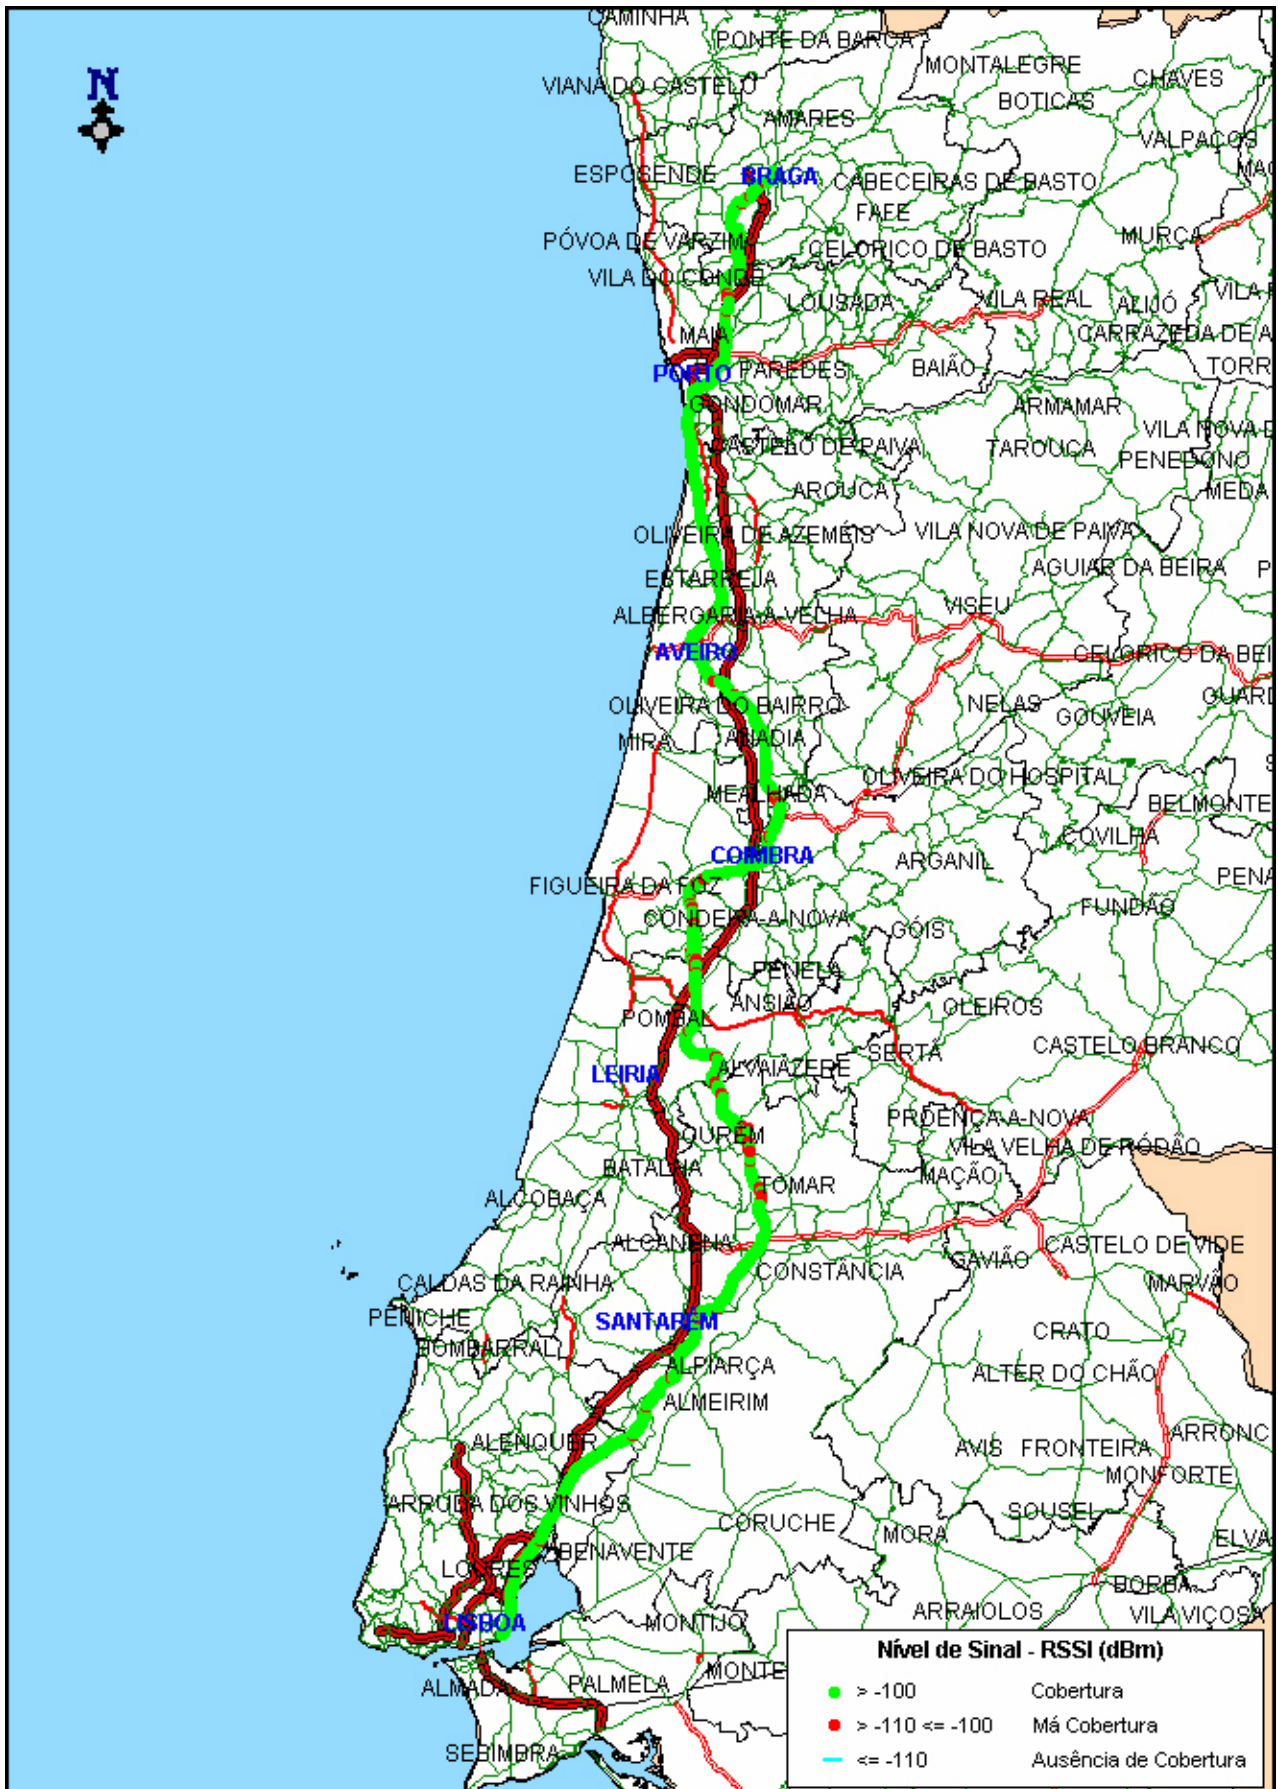 CAMINHA
PONTE DA BARCA
MONTALEGRE
CHAVES
N
VIANA DO CASTELO
BOTICAS
AMARES
VALPAÇOS
ESPOSENDE
BRAGA
CABECEIRAS DE BASTO
FAFE
PÓVOA DE VARZIM
CELORICO DE BASTO
MURÇA
VILA DO CONDE
LOUSADA
VILA REAL
ALIJÓ
MAIA
CARRAZEDA DE A
PORTO
PAREDES
BAIÃO
TORR
GONDOMAR
ARMAMAR
CASTELO DE PAIVA
TAROUCA
VILA NOVA D
PENEDONO
AROUCA
MEDA
OLIVEIRA DE AZEMÉIS
VILA NOVA DE PAIVA
ESTARREJA
AGUIAR DA BEIRA
P
ALBERGARIA-A-VELHA
VISEU
AVEIRO
CELORICO DA BEI
OLIVEIRA DO BAIRRO
NELAS
GOUVEIA
GUARD
MIRA
ANADIA
MEALHADA
OLIVEIRA DO HOSPITAL
BELMONTE
COVILHÃ
COIMBRA
ARGANIL
PENA
FIGUEIRA DA FOZ
CONDEIXA-A-NOVA
GÓIS
FUNDÃO
PENELA
ANSIÃO
OLEIROS
POMBAL
SERTÃ
CASTELO BRANCO
LEIRIA
ALVAIÁZERE
PROENÇA-A-NOVA
OURÉM
VILA VELHA DE RÓDÃO
BATALHA
TOMAR
MAÇÃO
ALCOBAÇA
ALCANENA
GAVIÃO
CASTELO DE VIDE
CALDAS DA RAINHA
CONSTÂNCIA
MARVÃO
PENICHE
SANTARÉM
CRATO
BOMBARRAL
ALPIARÇA
ALTER DO CHÃO
ALMEIRIM
ALENQUER
AVIS
FRONTEIRA
ARRONC
MONFORTE
ARRUDA DOS VINHOS
CORUCHE
MORA
SOUSEL
ELVA
LOURES
BENAVENTE
BORBA
LISBOA
MONTIJO
ARRAIOLOS
VILA VIÇOSA
ALMADA
PALMELA
MONTE
SESIMBRA
Nível de Sinal - RSSI (dBm)
> -100 Cobertura
> -110 <= -100 Má Cobertura
<= -110 Ausência de Cobertura